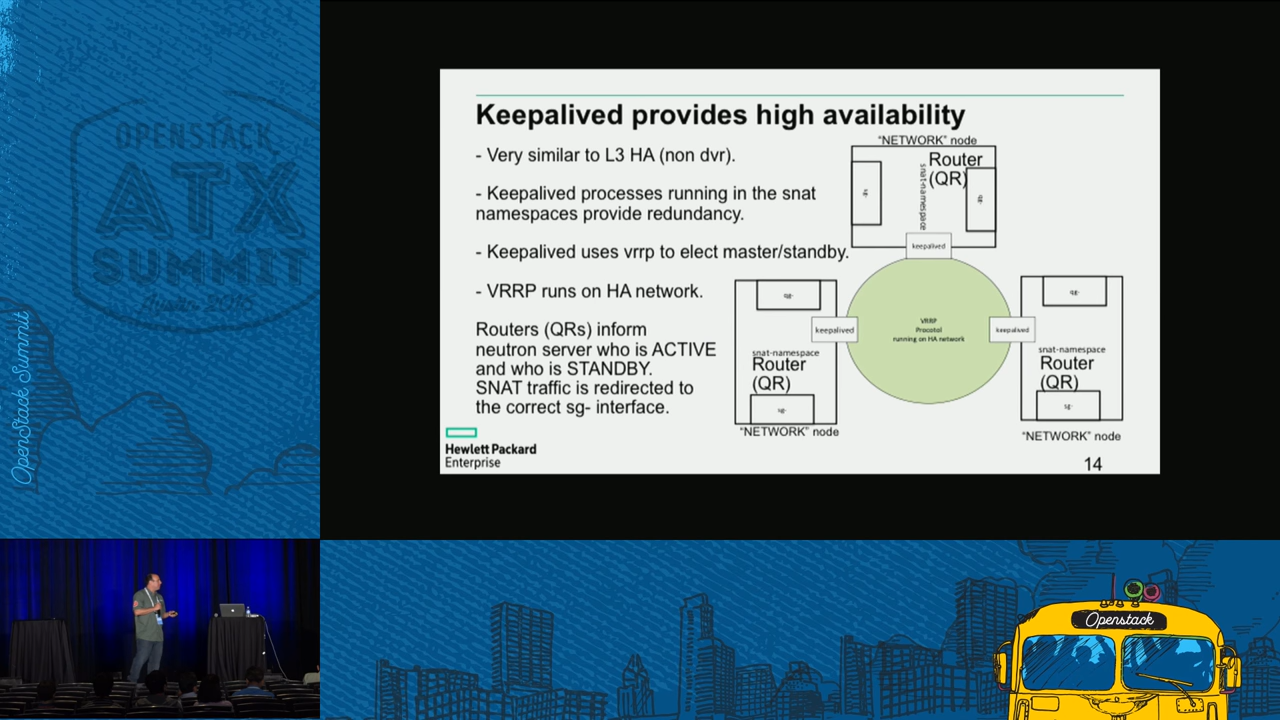 OPENSTACK
ATX
SUMMIT
Austin 2016
OpenStack Summit
Keepalived provides high availability
- Very similar to L3 HA (non dvr).
- Keepalived processes running in the snat
namespaces provide redundancy.
- Keepalived uses vrrp to elect master/standby.
- VRRP runs on HA network.
Routers (QRs) inform
neutron server who is ACTIVE
and who is STANDBY.
SNAT traffic is redirected to
the correct sg- interface.
"NETWORK" node
Router
(QR)
snat-namespace
keepalived
keepalived
snat-namespace
Router
(QR)
sg-
"NETWORK" node
VRRP
Procotol
running on HA network
keepalived
snat-namespace
Router
(QR)
sg-
"NETWORK" node
Hewlett Packard
Enterprise
14
Openstack